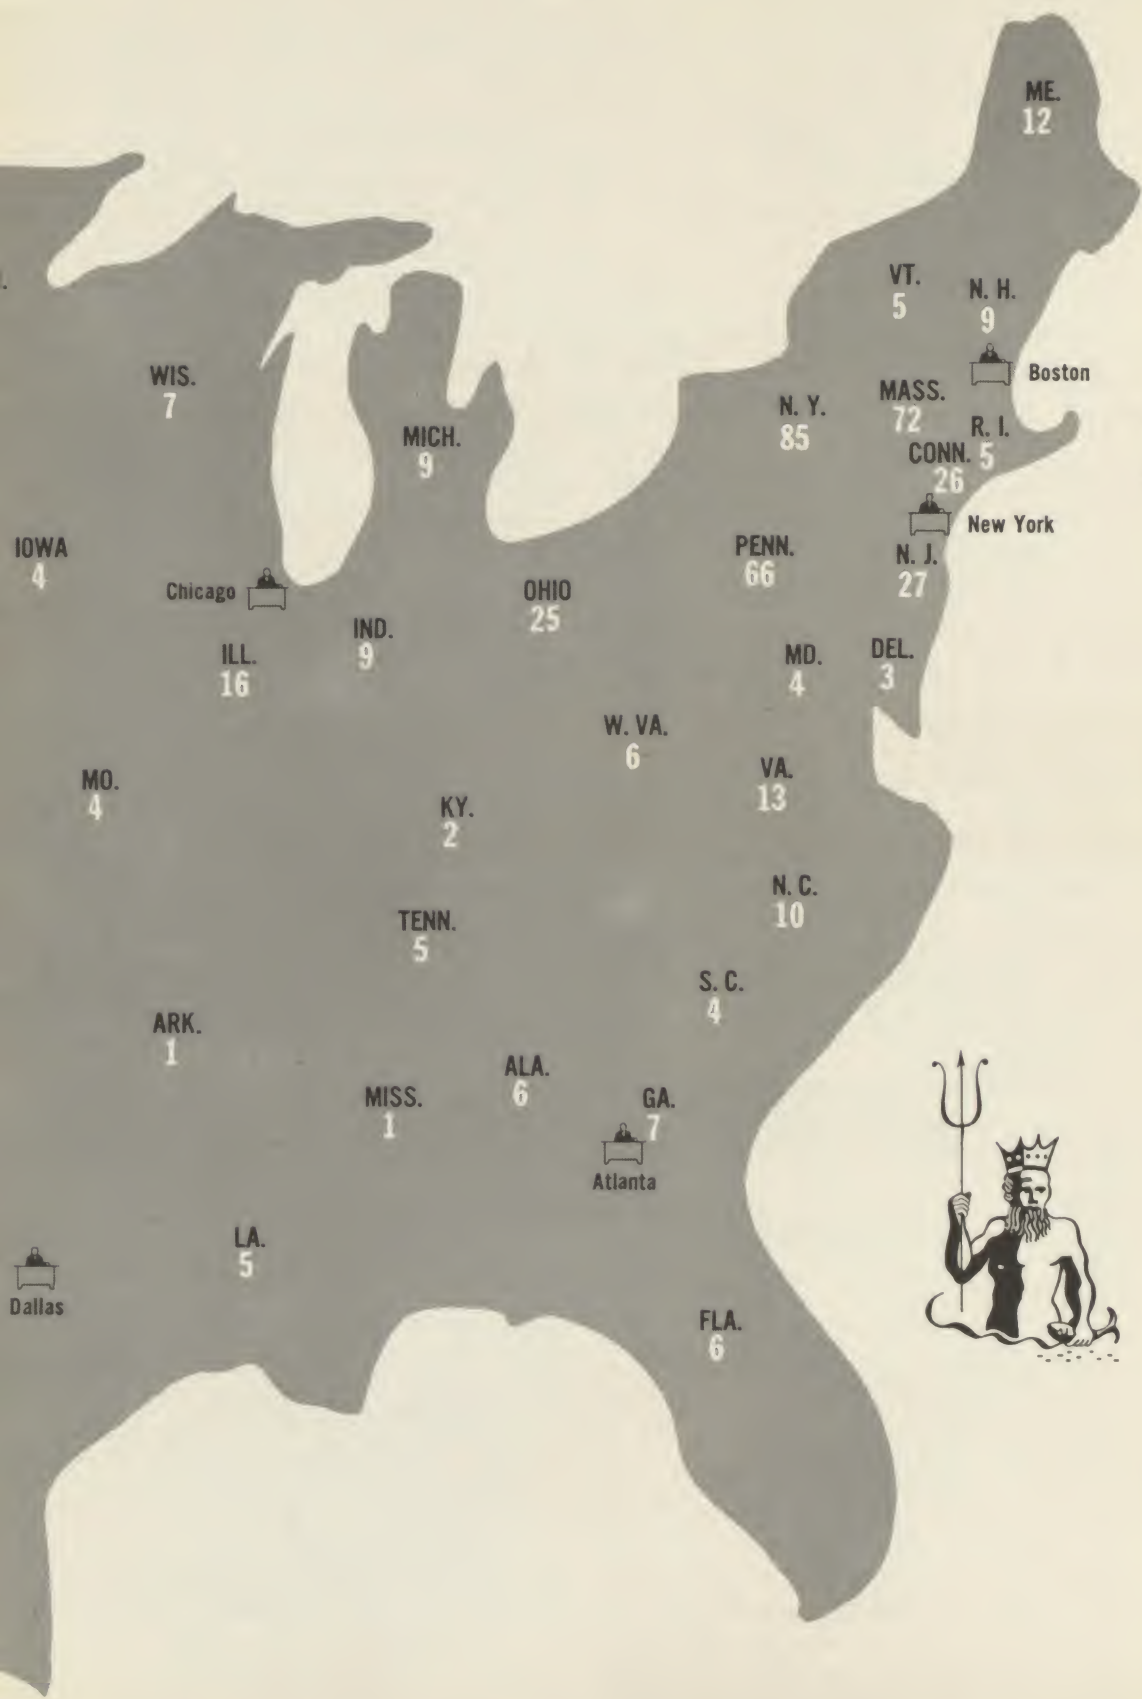 ME.
12
VT.
5
N. H.
9
Boston
WIS.
7
MASS.
72
N. Y.
85
R. I.
5
MICH.
9
CONN.
26
New York
IOWA
4
PENN.
66
N. J.
27
Chicago
OHIO
25
IND.
9
ILL.
16
MD.
4
DEL.
3
W. VA.
6
VA.
13
MO.
4
KY.
2
N. C.
10
TENN.
5
S. C.
4
ARK.
1
ALA.
6
MISS.
1
GA.
7
Atlanta
LA.
5
Dallas
FLA.
6